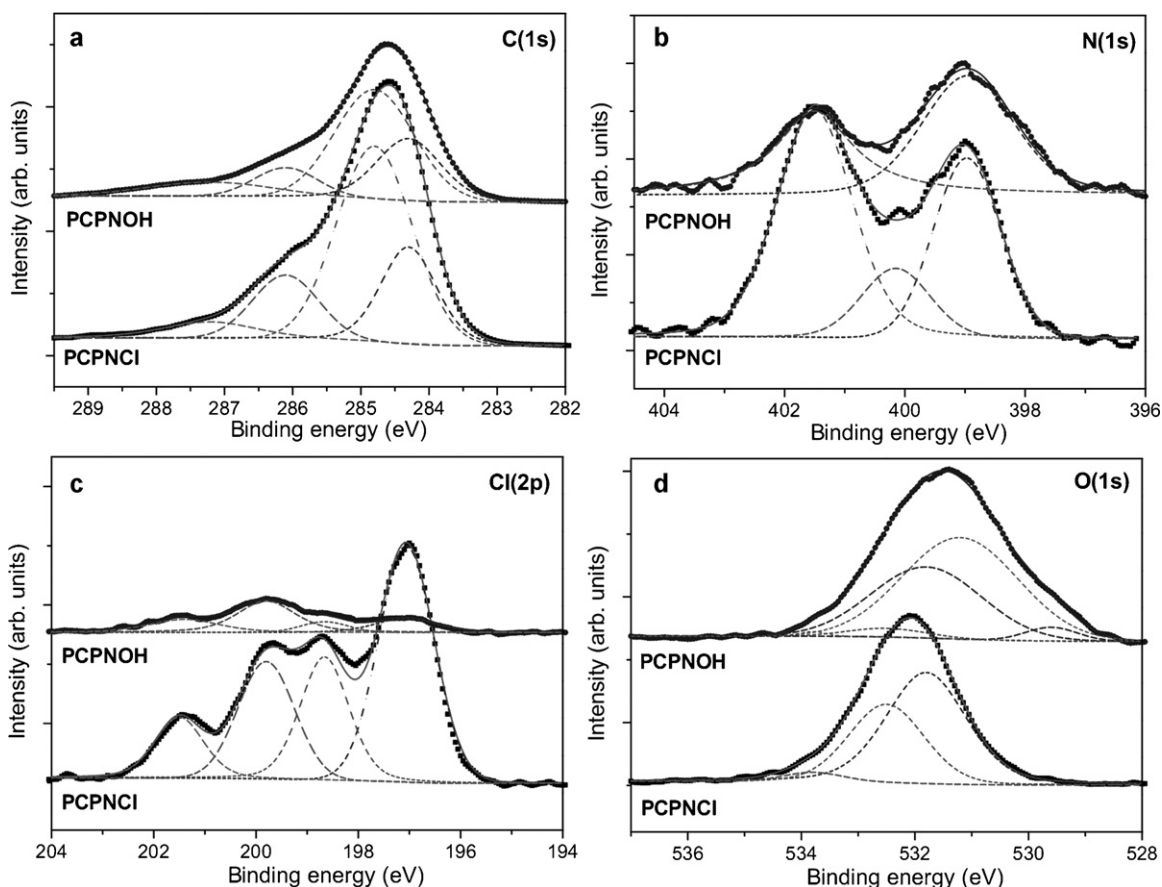 a
C(1s)
Intensity (arb. units)
PCPNOH
PCPNCl
289 288 287 286 285 284 283 282
Binding energy (eV)
b
N(1s)
Intensity (arb. units)
PCPNOH
PCPNCl
404 402 400 398 396
Binding energy (eV)
c
Cl(2p)
Intensity (arb. units)
PCPNOH
PCPNCl
204 202 200 198 196 194
Binding energy (eV)
d
O(1s)
Intensity (arb. units)
PCPNOH
PCPNCl
536 534 532 530 528
Binding energy (eV)